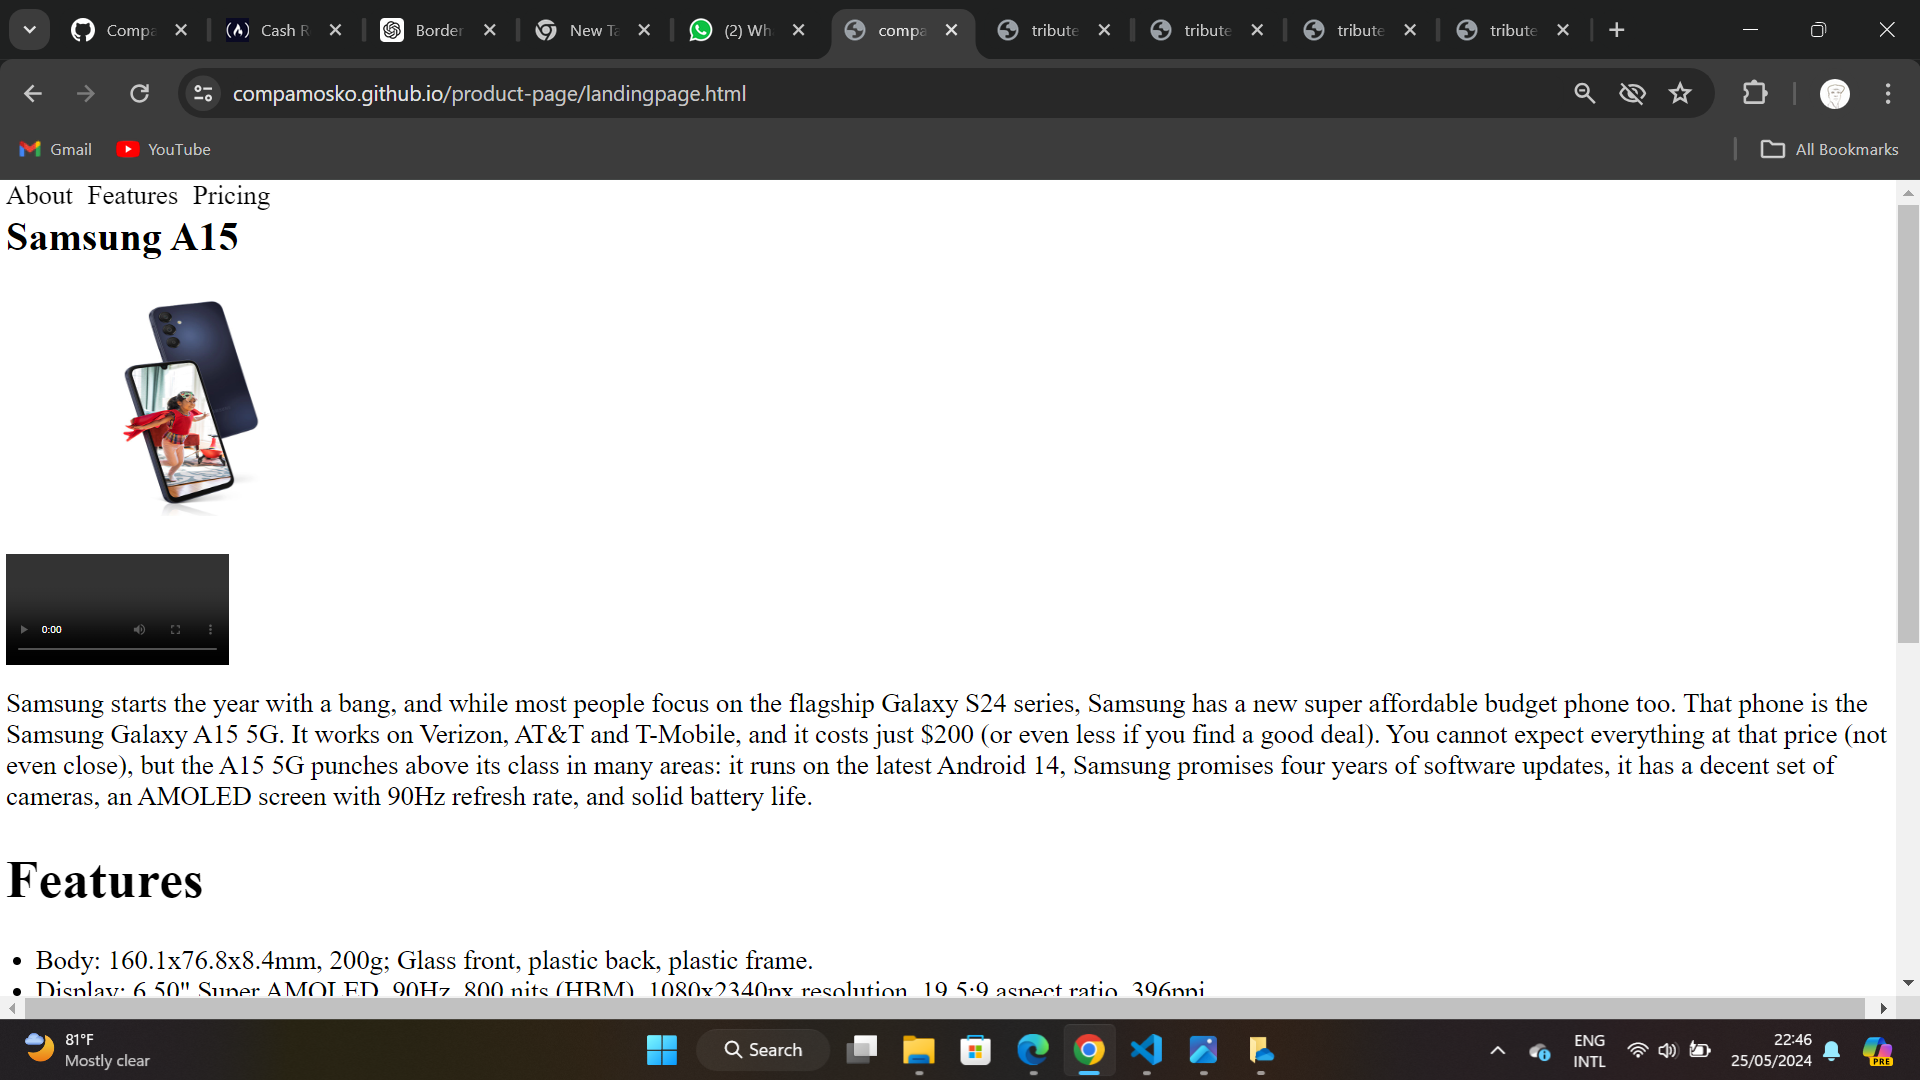 Compa
Cash R
Border
New Ta
(2) Wh
compa
tribute
tribute
tribute
tribute
compamosko.github.io/product-page/landingpage.html
Gmail
YouTube
All Bookmarks
About Features Pricing
Samsung A15
0:00
Samsung starts the year with a bang, and while most people focus on the flagship Galaxy S24 series, Samsung has a new super affordable budget phone too. That phone is the
Samsung Galaxy A15 5G. It works on Verizon, AT&T and T-Mobile, and it costs just $200 (or even less if you find a good deal). You cannot expect everything at that price (not
even close), but the A15 5G punches above its class in many areas: it runs on the latest Android 14, Samsung promises four years of software updates, it has a decent set of
cameras, an AMOLED screen with 90Hz refresh rate, and solid battery life.
Features
• Body: 160.1x76.8x8.4mm, 200g; Glass front, plastic back, plastic frame.
• Display: 6.50" Super AMOLED, 90Hz, 800 nits (HBM), 1080x2340px resolution, 19.5:9 aspect ratio, 396ppi
81°F
Mostly clear
Search
ENG
INTL
22:46
25/05/2024
PRE